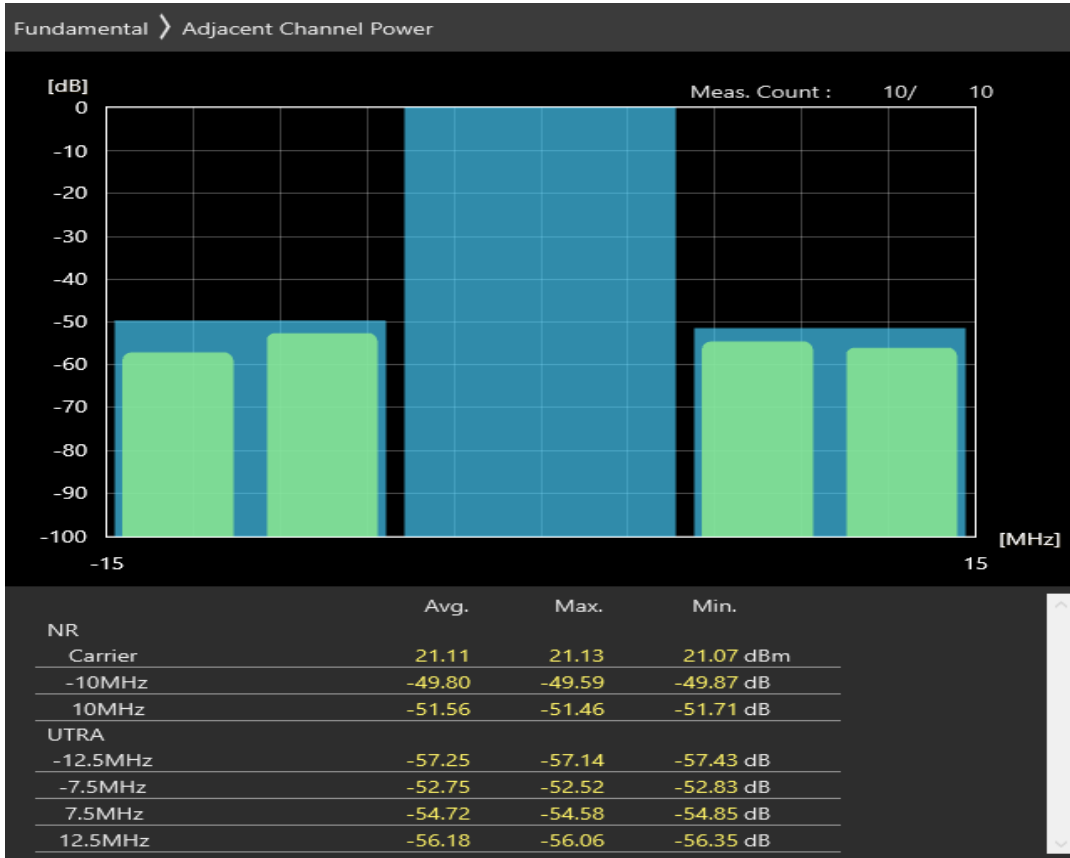 Fundamental ❯ Adjacent Channel Power
[dB]
Meas. Count : 10/ 10
0
-10
-20
-30
-40
-50
-60
-70
-80
-90
-100
[MHz]
-15 15
Avg. Max. Min.
NR
Carrier 21.11 21.13 21.07 dBm
-10MHz -49.80 -49.59 -49.87 dB
10MHz -51.56 -51.46 -51.71 dB
UTRA
-12.5MHz -57.25 -57.14 -57.43 dB
-7.5MHz -52.75 -52.52 -52.83 dB
7.5MHz -54.72 -54.58 -54.85 dB
12.5MHz -56.18 -56.06 -56.35 dB